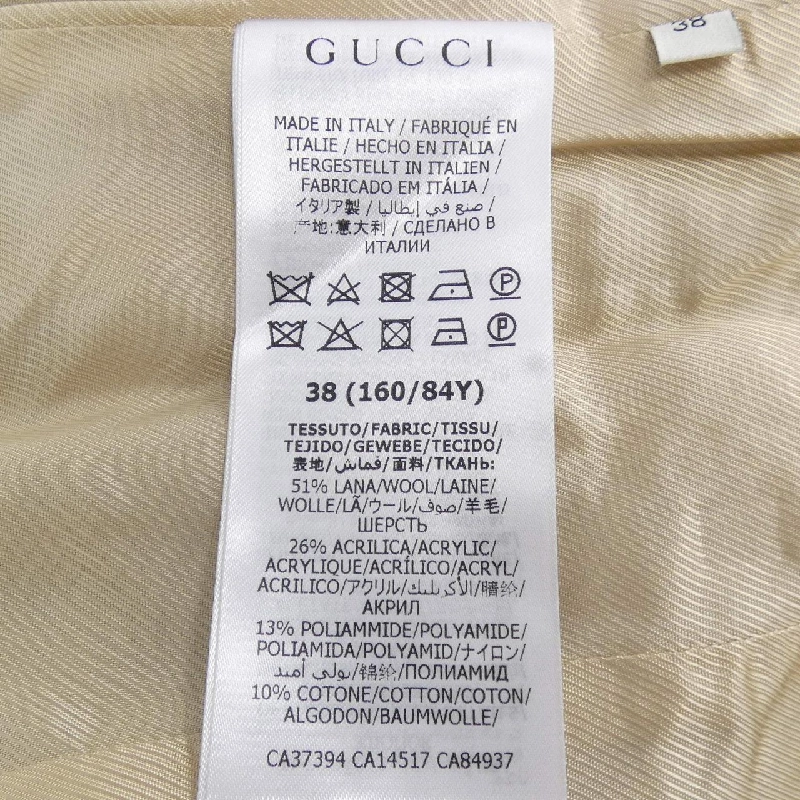 38
GUCCI
MADE IN ITALY / FABRIQUÉ EN
ITALIE / HECHO EN ITALIA /
HERGESTELLT IN ITALIEN /
FABRICADO EM ITÁLIA /
イタリア製 / صنع في إيطاليا /
产地:意大利 / СДЕЛАНО В
ИТАЛИИ
P
P
38 (160/84Y)
TESSUTO/FABRIC/TISSU/
TEJIDO/GEWEBE/TECIDO/
表地/قماش/面料/ТКАНЬ:
51% LANA/WOOL/LAINE/
WOLLE/LÃ/ウール/صوف/羊毛/
ШЕРСТЬ
26% ACRILICA/ACRYLIC/
ACRYLIQUE/ACRÍLICO/ACRYL/
ACRILICO/アクリル/الأكريليك/腈纶/
АКРИЛ
13% POLIAMMIDE/POLYAMIDE/
POLIAMIDA/POLYAMID/ナイロン/
بولي أميد/锦纶/ПОЛИАМИД
10% COTONE/COTTON/COTON/
ALGODON/BAUMWOLLE/
CA37394 CA14517 CA84937